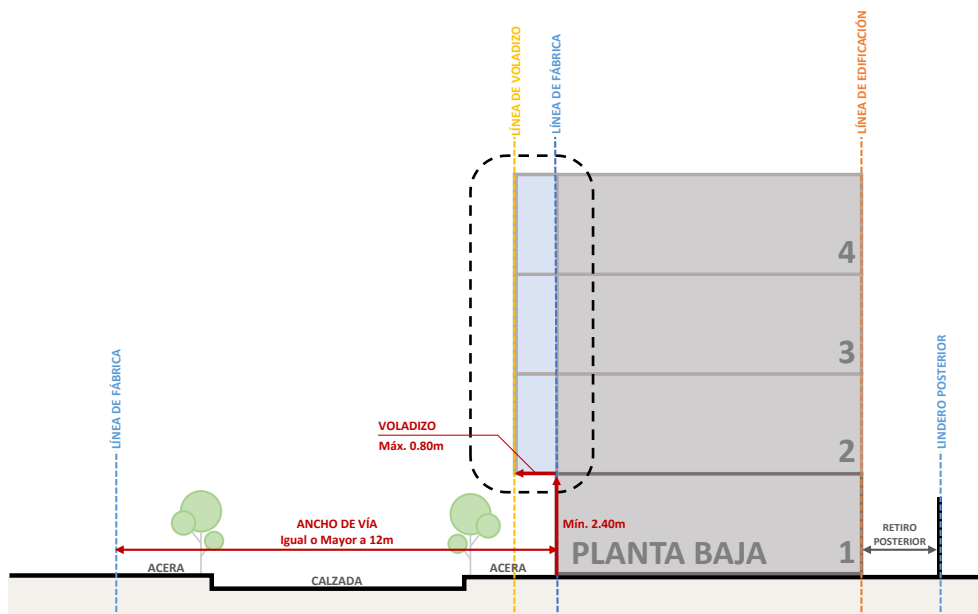 LÍNEA DE VOLADIZO
LÍNEA DE FÁBRICA
LÍNEA DE EDIFICACIÓN
4
3
LÍNEA DE FÁBRICA
LINDERO POSTERIOR
VOLADIZO
Máx. 0.80m
2
ANCHO DE VÍA
Igual o Mayor a 12m
Mín. 2.40m
RETIRO
POSTERIOR
PLANTA BAJA
1
ACERA
CALZADA
ACERA